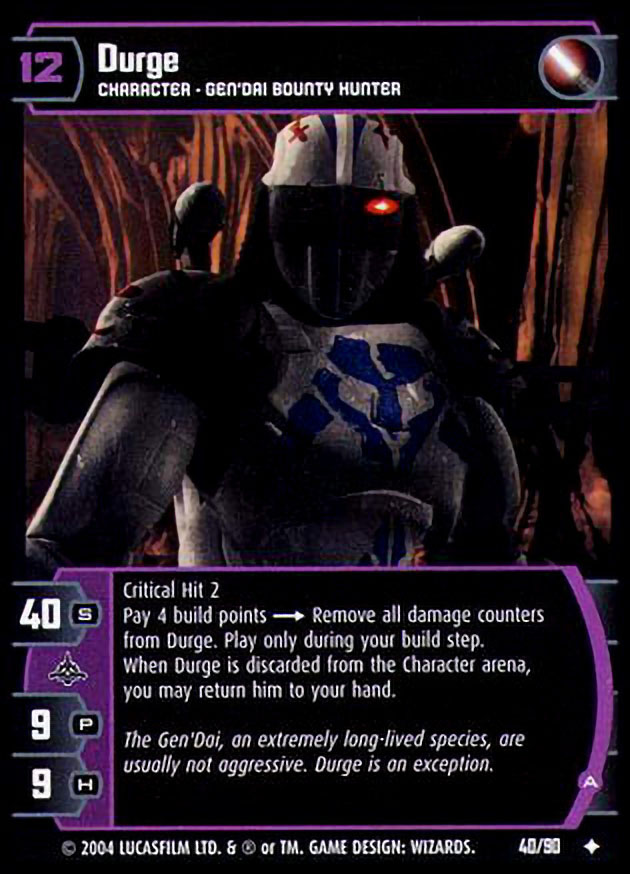 12
Durge
CHARACTER - GEN'DAI BOUNTY HUNTER
40 S
9 P
9 H
Critical Hit 2
Pay 4 build points → Remove all damage counters
from Durge. Play only during your build step.
When Durge is discarded from the Character arena,
you may return him to your hand.
The Gen'Dai, an extremely long-lived species, are
usually not aggressive. Durge is an exception.
A
© 2004 LUCASFILM LTD. & ® or TM. GAME DESIGN: WIZARDS.
40/90